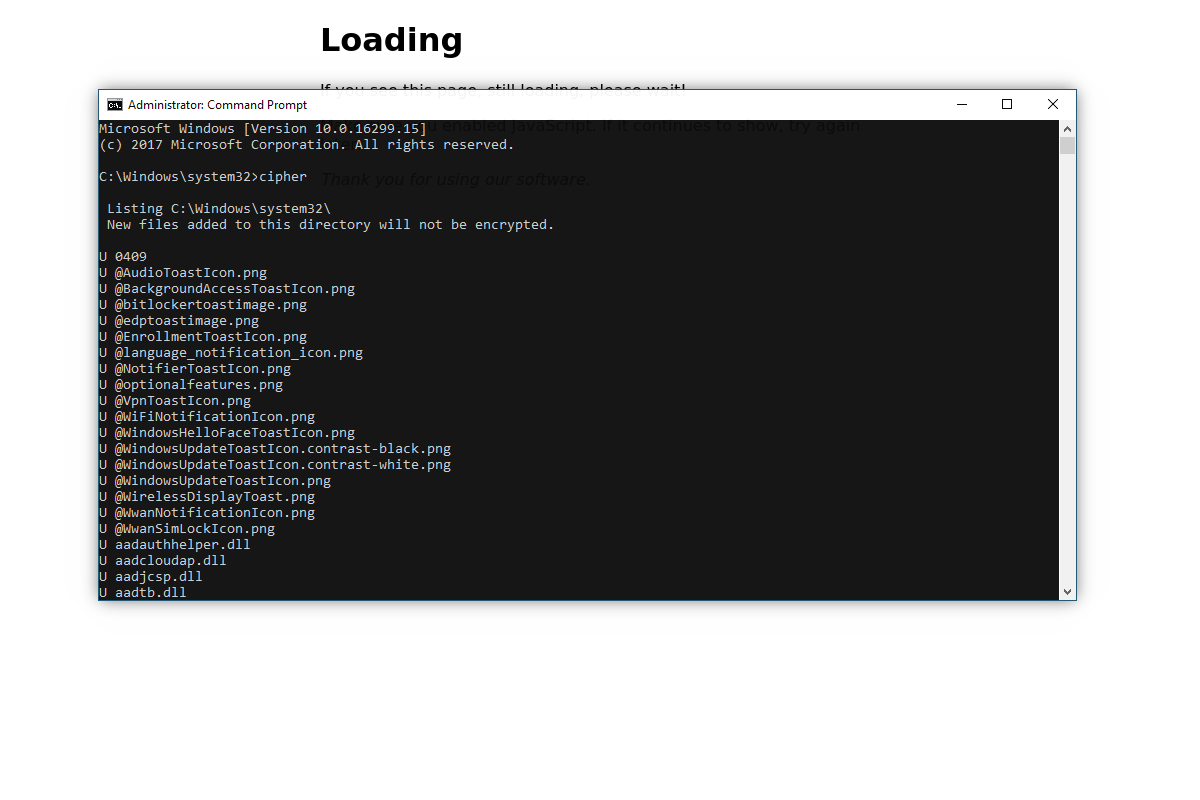 Loading
If you see this page, still loading, please wait!
Administrator: Command Prompt
Microsoft Windows [Version 10.0.16299.15]
enabled JavaScript. If it continues to show, try again
(c) 2017 Microsoft Corporation. All rights reserved.
C:\Windows\system32>cipher
Thank you for using our software.
Listing C:\Windows\system32\
New files added to this directory will not be encrypted.
U 0409
U @AudioToastIcon.png
U @BackgroundAccessToastIcon.png
U @bitlockertoastimage.png
U @edptoastimage.png
U @EnrollmentToastIcon.png
U @language_notification_icon.png
U @NotifierToastIcon.png
U @optionalfeatures.png
U @VpnToastIcon.png
U @WiFiNotificationIcon.png
U @WindowsHelloFaceToastIcon.png
U @WindowsUpdateToastIcon.contrast-black.png
U @WindowsUpdateToastIcon.contrast-white.png
U @WindowsUpdateToastIcon.png
U @WirelessDisplayToast.png
U @WwanNotificationIcon.png
U @WwanSimLockIcon.png
U aadauthhelper.dll
U aadcloudap.dll
U aadjcsp.dll
U aadtb.dll